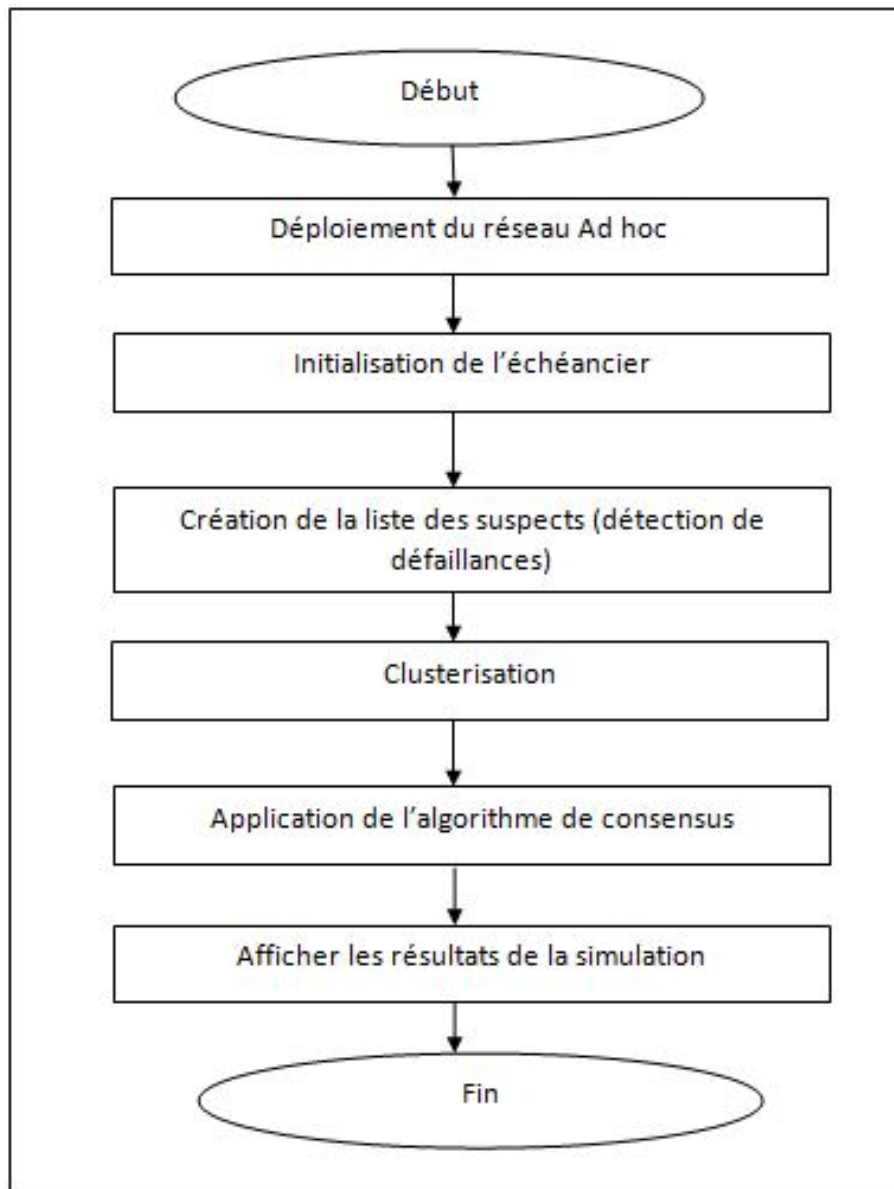 Début
Déploiement du réseau Ad hoc
Initialisation de l'échéancier
Création de la liste des suspects (détection de
défaillances)
Clusterisation
Application de l'algorithme de consensus
Afficher les résultats de la simulation
Fin